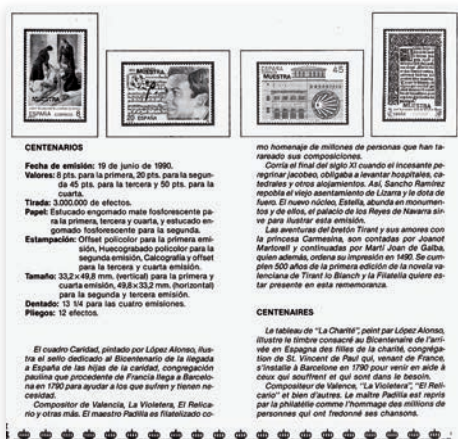 MUESTRA
ESPAÑA CORREOS 8
MUESTRA
20 ESPAÑA
ESPAÑA
MUESTRA
45
MUESTRA
CENTENARIOS
Fecha de emisión: 19 de junio de 1990.
Valores: 8 pts. para la primera, 20 pts. para la segun-
da 45 pts. para la tercera y 50 pts. para la
cuarta.
Tirada: 3.000.000 de efectos.
Papel: Estucado engomado mate fosforescente pa-
ra la primera, tercera y cuarta, y estucado en-
gomado fosforescente para la segunda.
Estampación: Offset policolor para la primera emi-
sión, Huecograbado policolor para la
segunda emisión, Calcografía y offset
para la tercera y cuarta emisión.
Tamaño: 33,2 × 49,8 mm. (vertical) para la primera y
cuarta emisión, 49,8 × 33,2 mm. (horizontal)
para la segunda y tercera emisión.
Dentado: 13 1/4 para las cuatro emisiones.
Pliegos: 12 efectos.
El cuadro Caridad, pintado por López Alonso, ilus-
tra el sello dedicado al Bicentenario de la llegada
a España de las hijas de la caridad, congregación
paulina que procedente de Francia llega a Barcelo-
na en 1790 para ayudar a los que sufren y tienen ne-
cesidad.
Compositor de Valencia, La Violetera, El Relica-
rio y otras más. El maestro Padilla es filatelizado co-
mo homenaje de millones de personas que han ta-
rareado sus composiciones.
Corría el final del siglo XI cuando el incesante pe-
regrinar jacobeo, obligaba a levantar hospitales, ca-
tedrales y otros alojamientos. Así, Sancho Ramírez
repobla el viejo asentamiento de Lizarra y le dota de
fuero. El nuevo núcleo, Estella, abunda en monumen-
tos y de ellos, el palacio de los Reyes de Navarra sir-
ve para ilustrar esta emisión.
Las aventuras del bretón Tirant y sus amores con
la princesa Carmesina, son contadas por Joanot
Martorell y continuadas por Martí Joan de Galba,
quien además, ordena su impresión en 1490. Se cum-
plen 500 años de la primera edición de la novela va-
lenciana de Tirant lo Blanch y la Filatelia quiere es-
tar presente en esta rememoranza.
CENTENAIRES
Le tableau de "La Charité", peint par López Alonso,
illustre le timbre consacré au Bicentenaire de l'arri-
vée en Espagne des filles de la charité, congréga-
tion de St. Vincent de Paul qui, venant de France,
s'installe à Barcelone en 1790 pour venir en aide à
ceux qui souffrent et qui sont dans le besoin.
Compositeur de Valence, "La Violetera", "El Reli-
cario" et bien d'autres. Le maître Padilla est repris
par la philatélie comme l'hommage des millions de
personnes qui ont fredonné ses chansons.